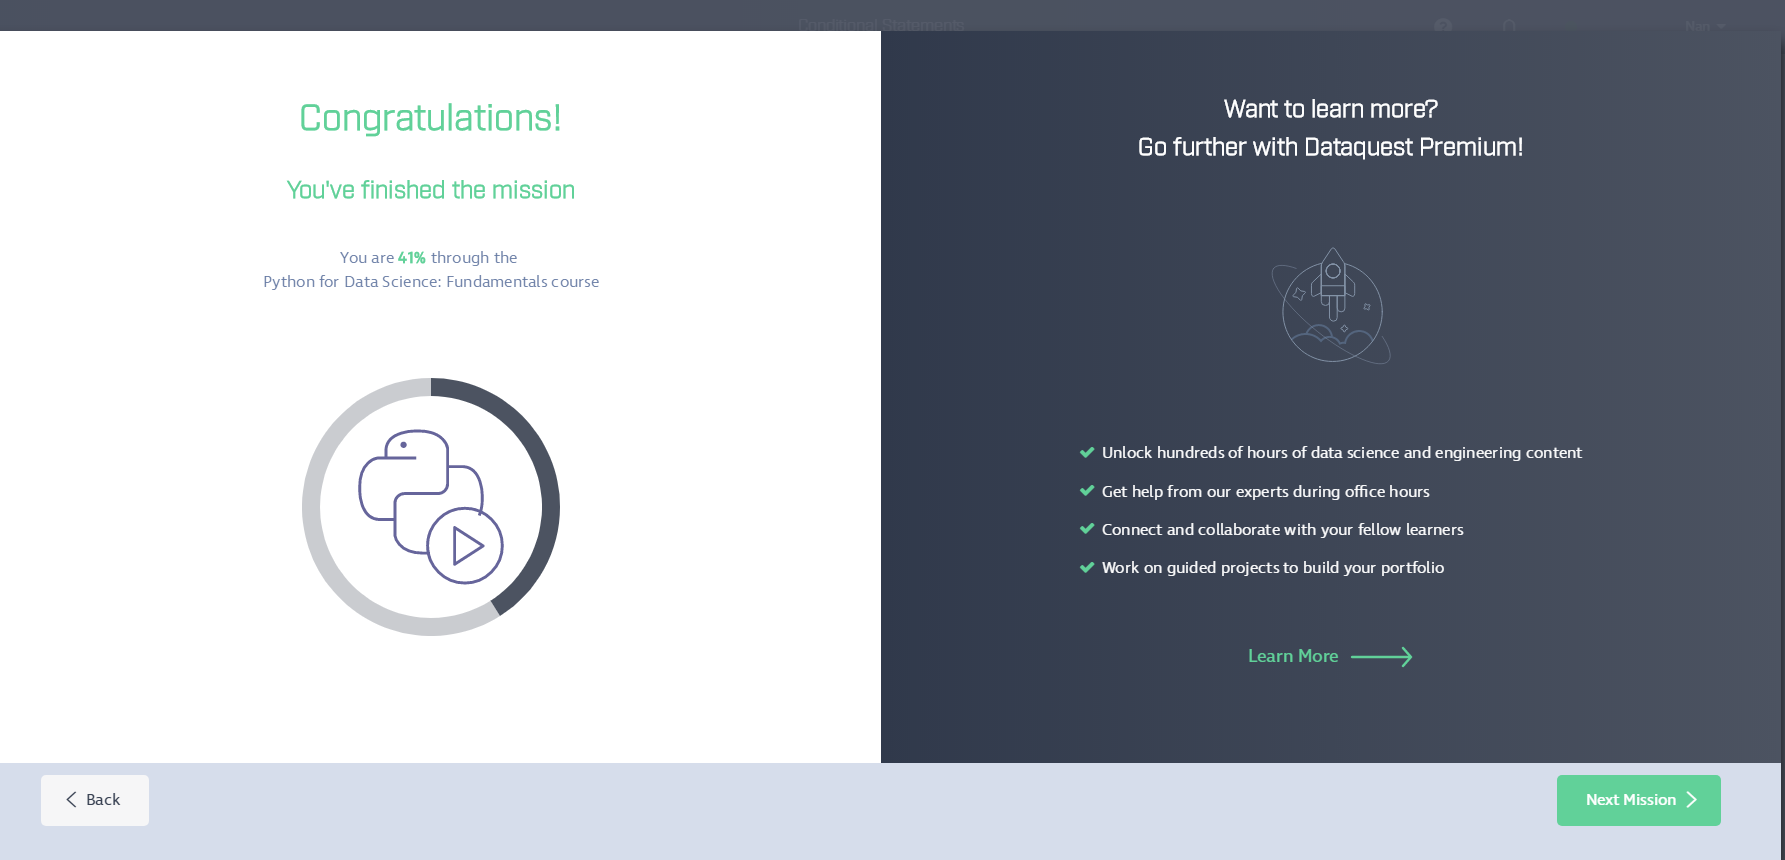 Conditional Statements
Nan
Congratulations!
You've finished the mission
You are 41% through the
Python for Data Science: Fundamentals course
Want to learn more?
Go further with Dataquest Premium!
Unlock hundreds of hours of data science and engineering content
Get help from our experts during office hours
Connect and collaborate with your fellow learners
Work on guided projects to build your portfolio
Learn More
Back
Next Mission